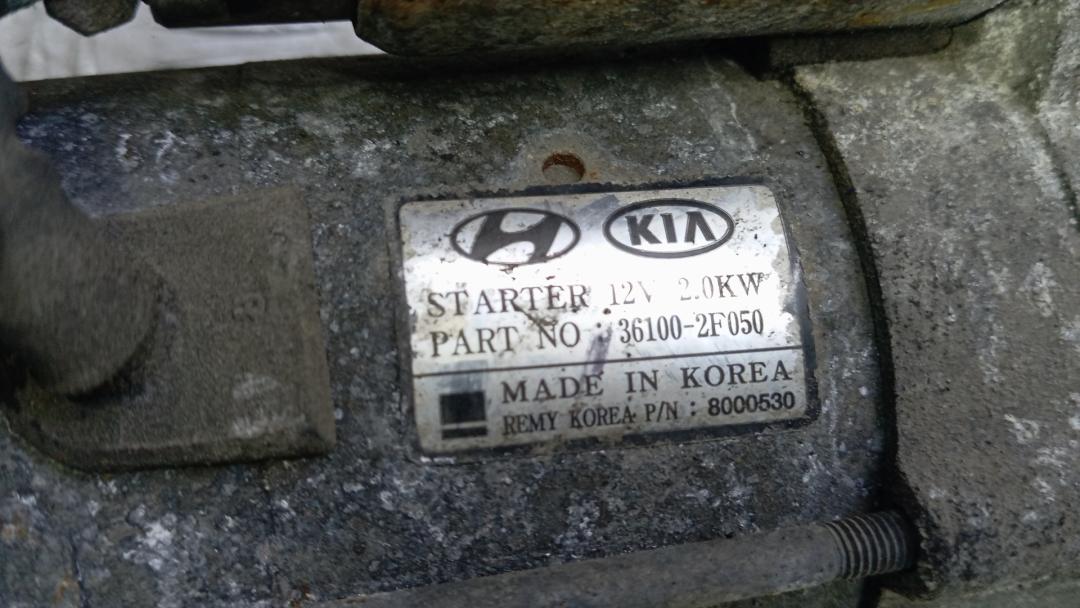 KIA
STARTER 12V 2.0KW
PART NO : 36100-2F050
MADE IN KOREA
REMY KOREA P/N : 8000530